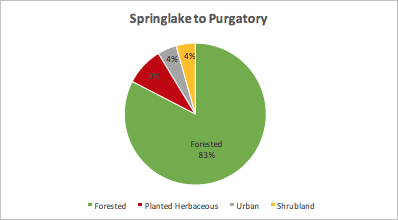 Springlake to Purgatory
4%
4%
Forested
83%
Forested
Planted Herbaceous
Urban
Shrubland